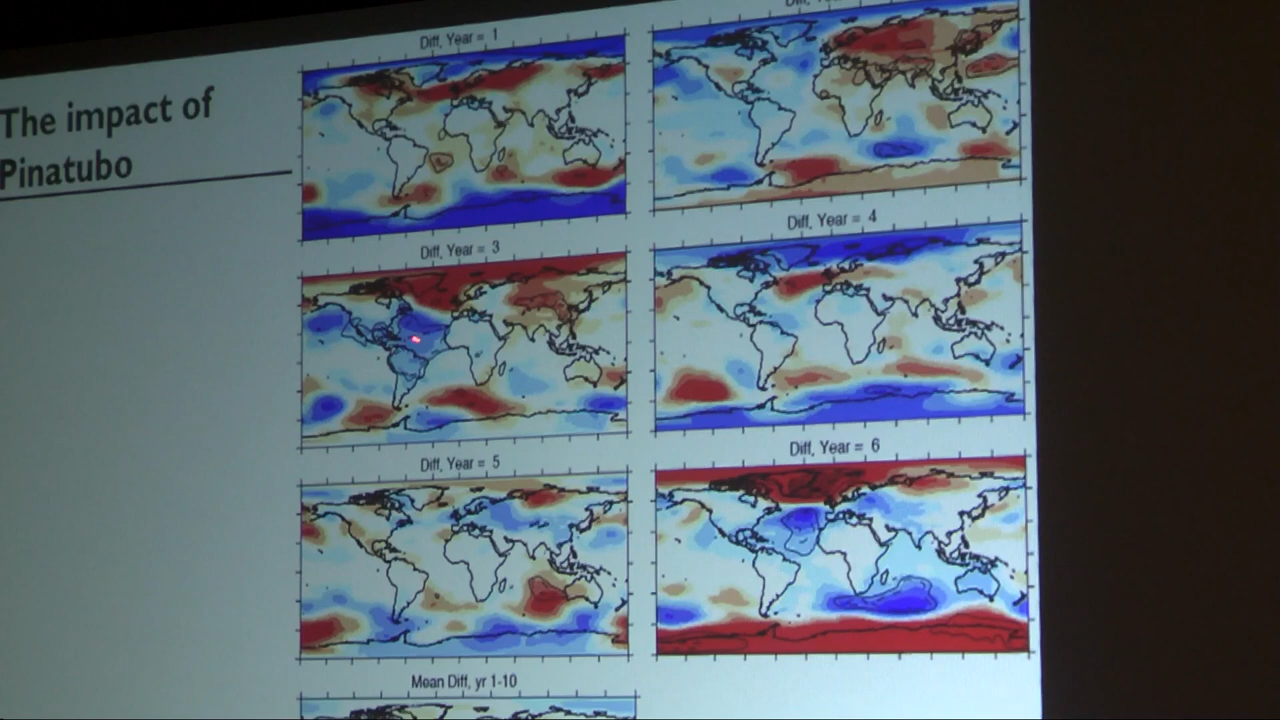 The impact of
Pinatubo
Diff, Year = 1
Diff, Year = 3
Diff, Year = 4
Diff, Year = 5
Diff, Year = 6
Mean Diff, yr 1-10